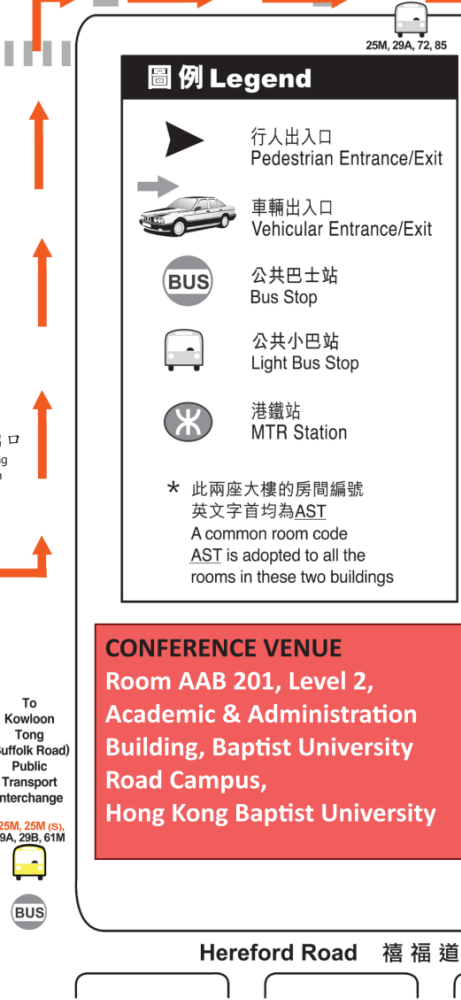 25M, 29A, 72, 85
圖例 Legend
行人出入口
Pedestrian Entrance/Exit
車輛出入口
Vehicular Entrance/Exit
BUS
公共巴士站
Bus Stop
公共小巴站
Light Bus Stop
港鐵站
MTR Station
* 此兩座大樓的房間編號
英文字首均為AST
A common room code
AST is adopted to all the
rooms in these two buildings
CONFERENCE VENUE
Room AAB 201, Level 2,
Academic & Administration
Building, Baptist University
Road Campus,
Hong Kong Baptist University
To
Kowloon
Tong
uffolk Road)
Public
Transport
nterchange
25M, 25M (S),
9A, 29B, 61M
BUS
Hereford Road 禧福道